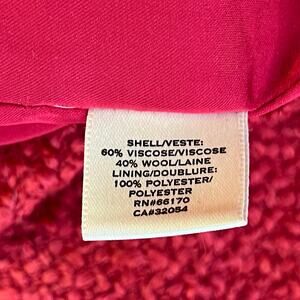 SHELL/VESTE:
60% VISCOSE/VISCOSE
40% WOOL/LAINE
LINING/DOUBLURE:
100% POLYESTER/
POLYESTER
RN#66170
CA#32054